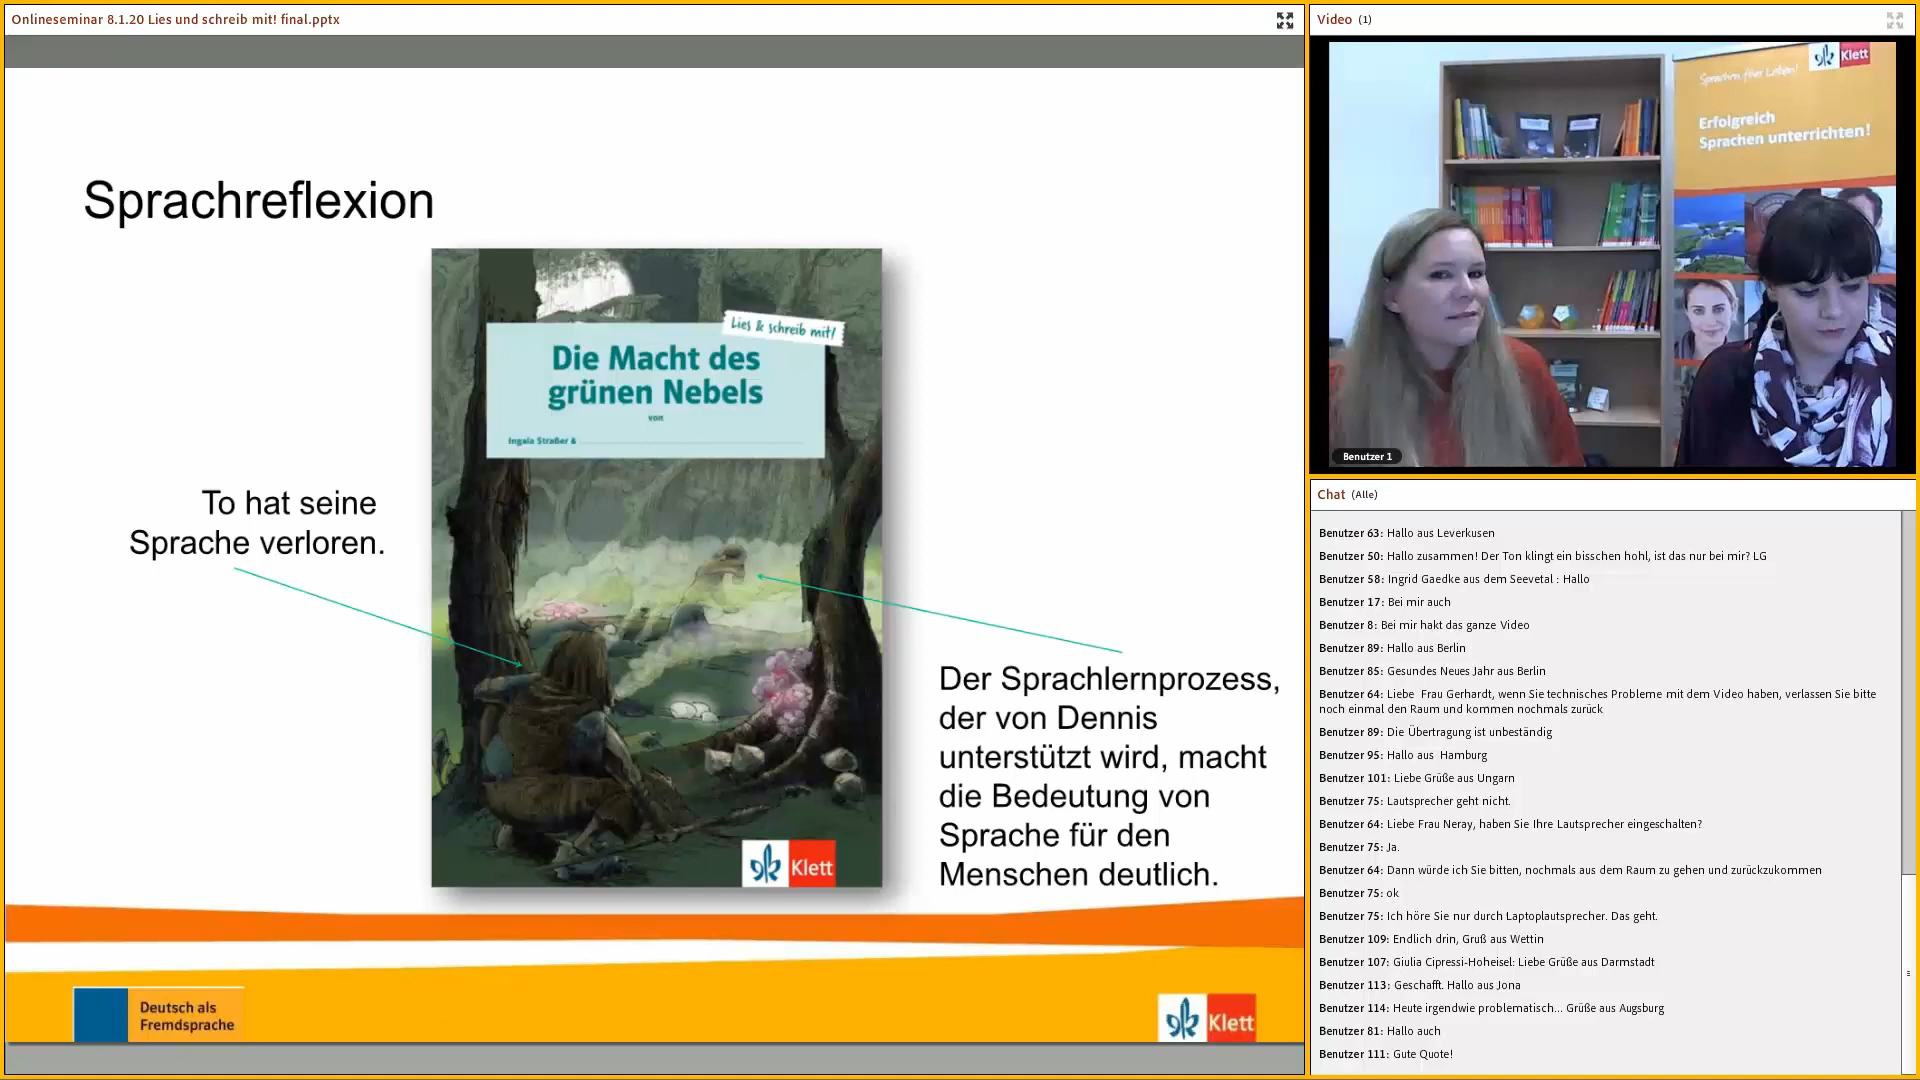 Onlineseminar 8.1.20 Lies und schreib mit! final.pptx
Sprachreflexion
Lies & schreib mit!
Die Macht des
grünen Nebels
von
Ingala Straßer &
Klett
To hat seine
Sprache verloren.
Der Sprachlernprozess,
der von Dennis
unterstützt wird, macht
die Bedeutung von
Sprache für den
Menschen deutlich.
Deutsch als
Fremdsprache
Klett
Video (1)
Klett
Sprachen fürs Leben!
Erfolgreich
Sprachen unterrichten!
Benutzer 1
Chat (Alle)
Benutzer 63: Hallo aus Leverkusen
Benutzer 50: Hallo zusammen! Der Ton klingt ein bisschen hohl, ist das nur bei mir? LG
Benutzer 58: Ingrid Gaedke aus dem Seevetal : Hallo
Benutzer 17: Bei mir auch
Benutzer 8: Bei mir hakt das ganze Video
Benutzer 89: Hallo aus Berlin
Benutzer 85: Gesundes Neues Jahr aus Berlin
Benutzer 64: Liebe Frau Gerhardt, wenn Sie technisches Probleme mit dem Video haben, verlassen Sie bitte
noch einmal den Raum und kommen nochmals zurück
Benutzer 89: Die Übertragung ist unbeständig
Benutzer 95: Hallo aus Hamburg
Benutzer 101: Liebe Grüße aus Ungarn
Benutzer 75: Lautsprecher geht nicht.
Benutzer 64: Liebe Frau Neray, haben Sie Ihre Lautsprecher eingeschalten?
Benutzer 75: Ja.
Benutzer 64: Dann würde ich Sie bitten, nochmals aus dem Raum zu gehen und zurückzukommen
Benutzer 75: ok
Benutzer 75: Ich höre Sie nur durch Laptoplautsprecher. Das geht.
Benutzer 109: Endlich drin, Gruß aus Wettin
Benutzer 107: Giulia Cipressi-Hoheisel: Liebe Grüße aus Darmstadt
Benutzer 113: Geschafft. Hallo aus Jona
Benutzer 114: Heute irgendwie problematisch... Grüße aus Augsburg
Benutzer 81: Hallo auch
Benutzer 111: Gute Quote!